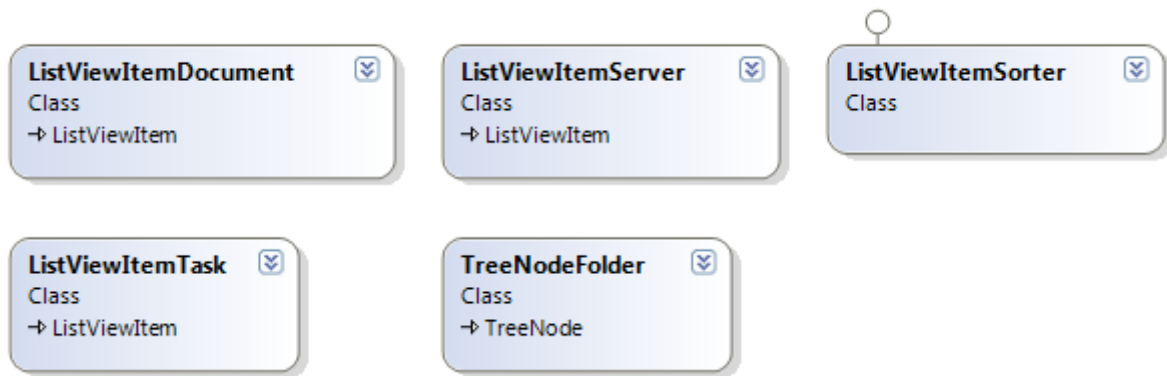 ListViewItemDocument
Class
ListViewItem
ListViewItemServer
Class
ListViewItem
ListViewItemSorter
Class
ListViewItemTask
Class
ListViewItem
TreeNodeFolder
Class
TreeNode